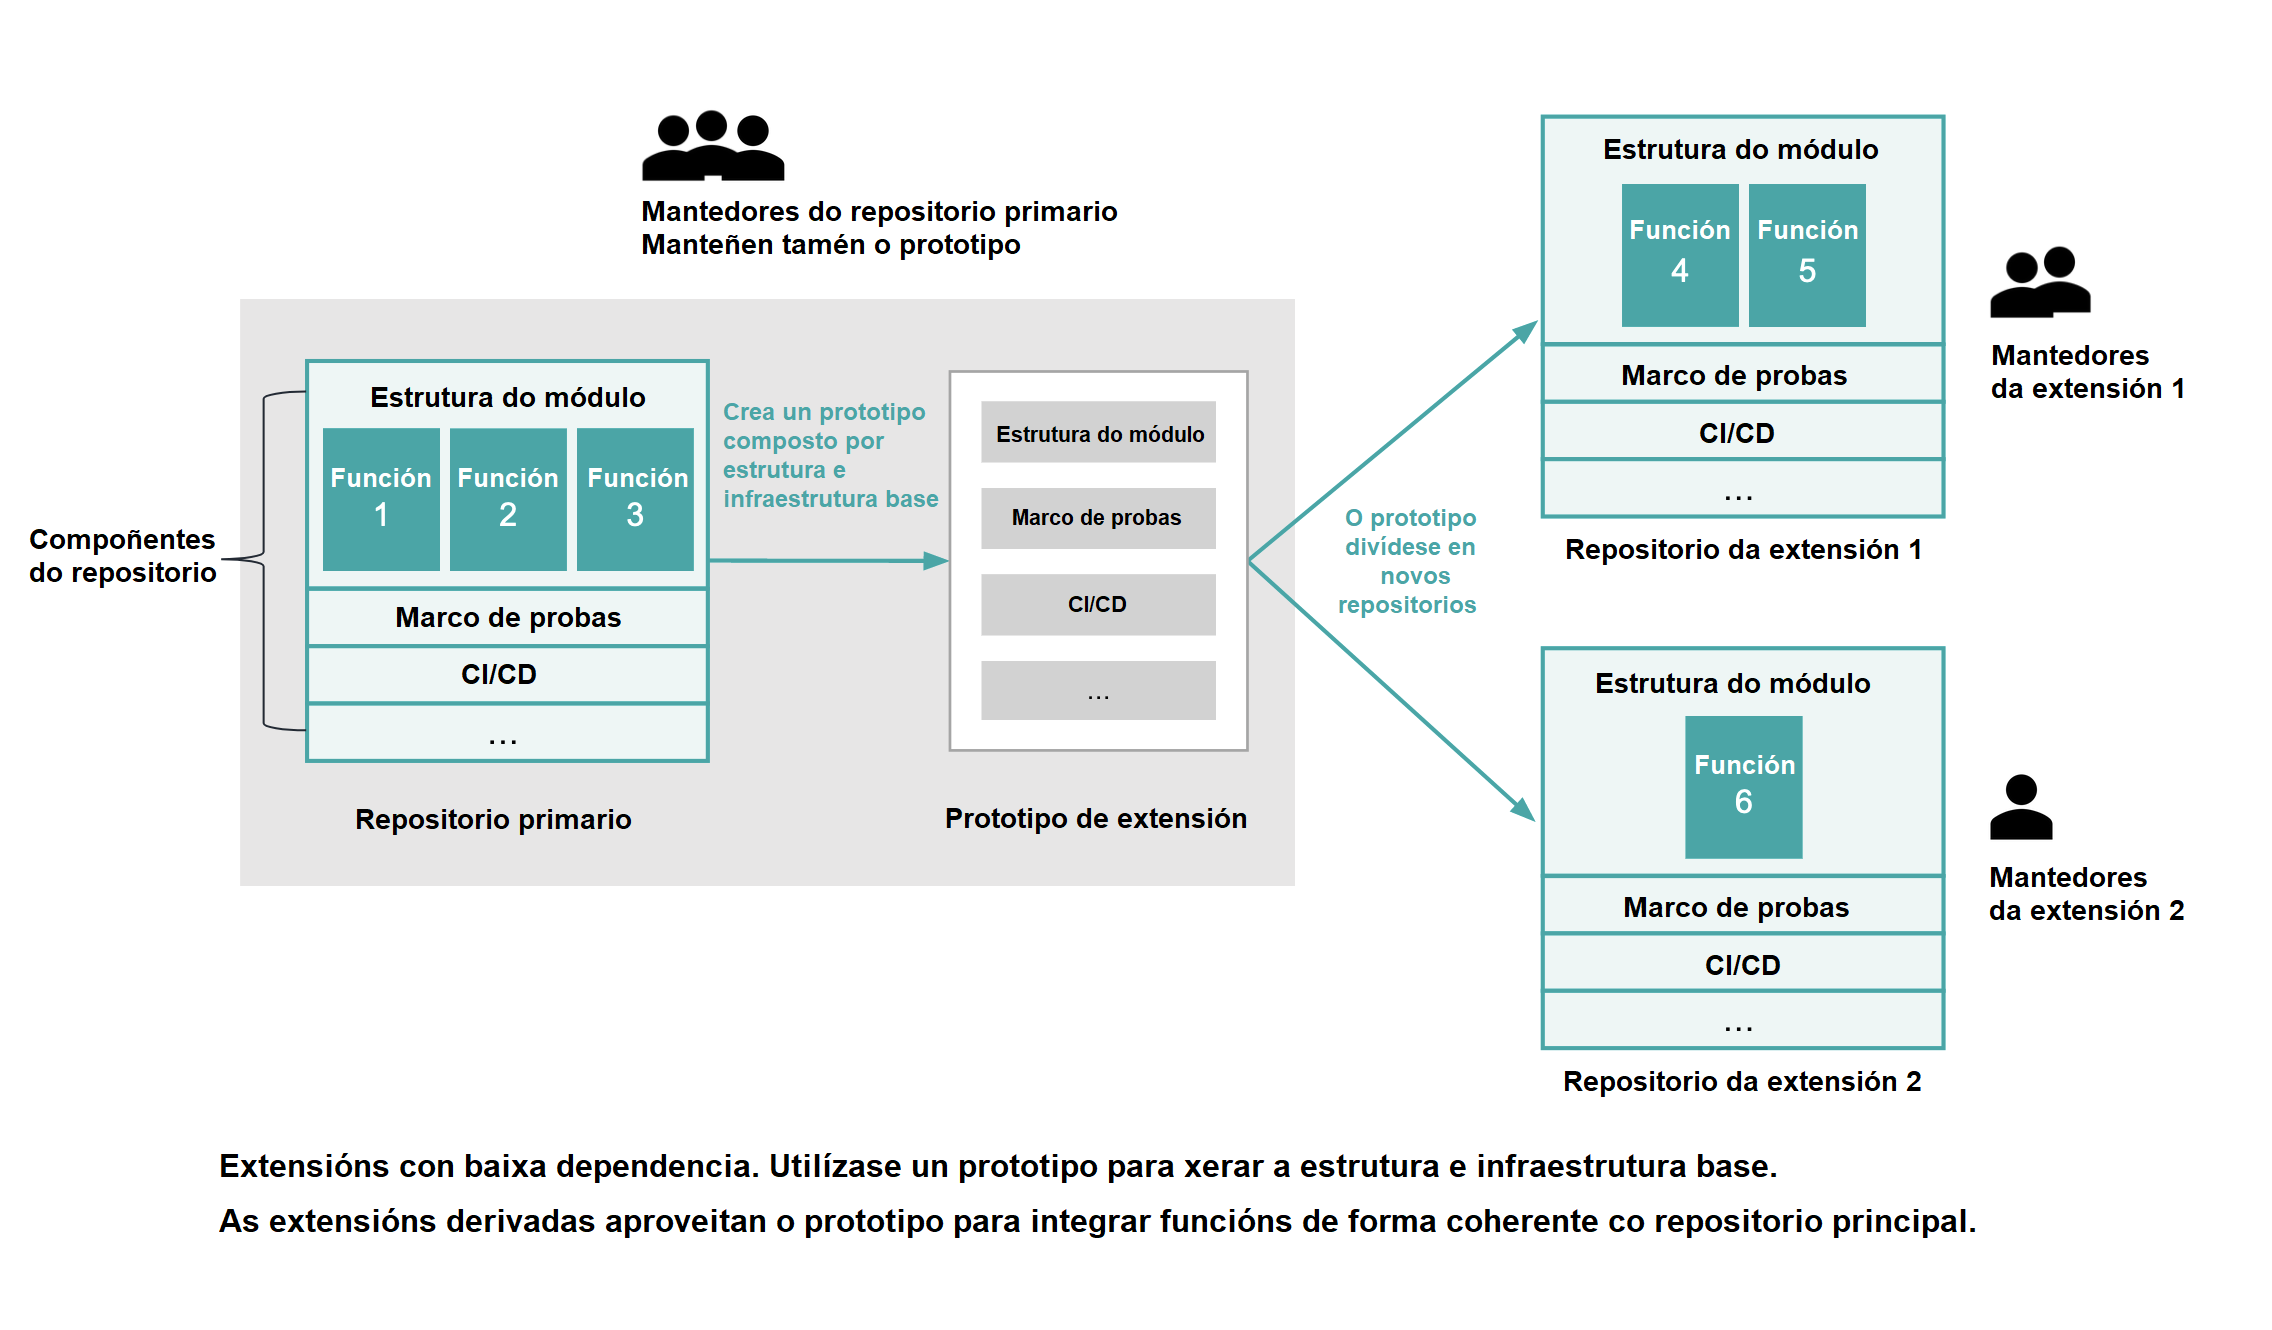 Mantedores do repositorio primario
Manteñen tamén o prototipo
Compoñentes
do repositorio
Estrutura do módulo
Función
1
Función
2
Función
3
Marco de probas
CI/CD
...
Repositorio primario
Crea un prototipo
composto por
estrutura e
infraestrutura base
Estrutura do módulo
Marco de probas
CI/CD
...
Prototipo de extensión
O prototipo
divídese en
novos
repositorios
Estrutura do módulo
Función
4
Función
5
Marco de probas
CI/CD
...
Repositorio da extensión 1
Mantedores
da extensión 1
Estrutura do módulo
Función
6
Marco de probas
CI/CD
...
Repositorio da extensión 2
Mantedores
da extensión 2
Extensións con baixa dependencia. Utilízase un prototipo para xerar a estrutura e infraestrutura base.
As extensións derivadas aproveitan o prototipo para integrar funcións de forma coherente co repositorio principal.